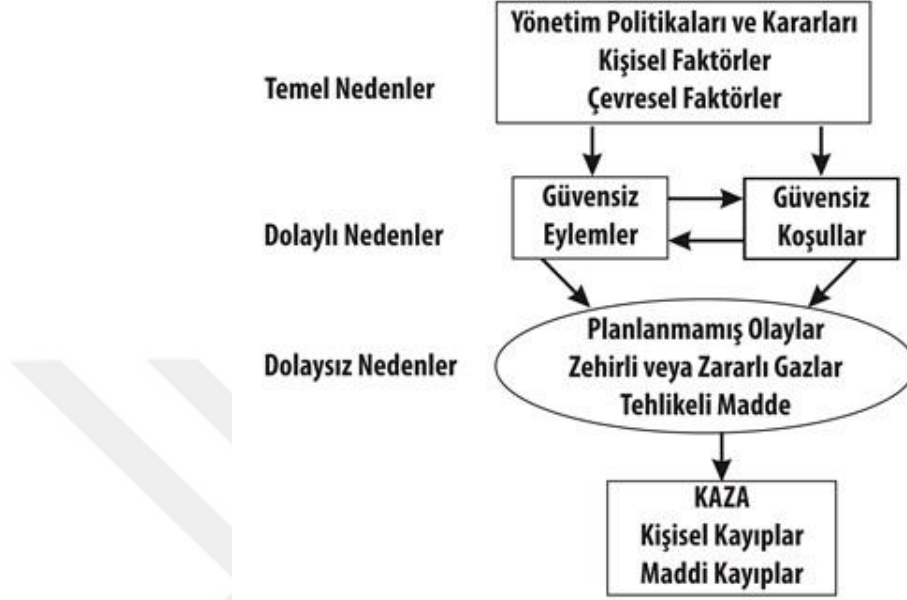 Yönetim Politikaları ve Kararları
Kişisel Faktörler
Çevresel Faktörler
Temel Nedenler
Güvensiz
Eylemler
Güvensiz
Koşullar
Dolaylı Nedenler
Planlanmamış Olaylar
Zehirli veya Zararlı Gazlar
Tehlikeli Madde
Dolaysız Nedenler
KAZA
Kişisel Kayıplar
Maddi Kayıplar